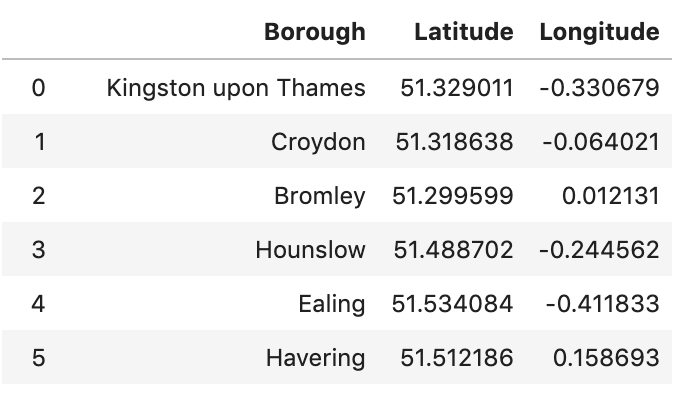 Borough Latitude Longitude
0 Kingston upon Thames 51.329011 -0.330679
1 Croydon 51.318638 -0.064021
2 Bromley 51.299599 0.012131
3 Hounslow 51.488702 -0.244562
4 Ealing 51.534084 -0.411833
5 Havering 51.512186 0.158693